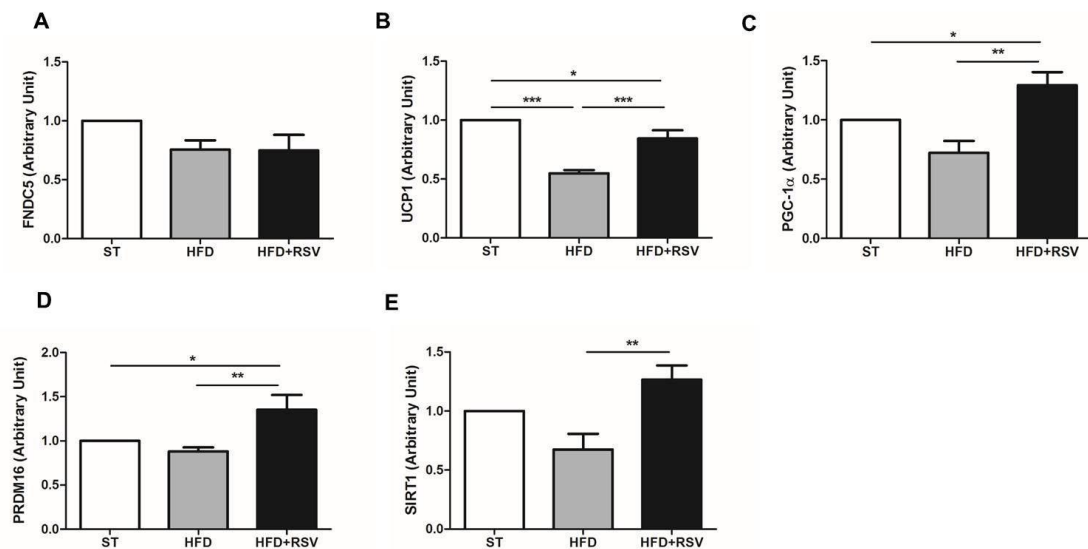 A
FNDC5 (Arbitrary Unit)
1.5
1.0
0.5
0.0
ST HFD HFD+RSV
B
UCP1 (Arbitrary Unit)
1.5
1.0
0.5
0.0
*
*** ***
ST HFD HFD+RSV
C
PGC-1α (Arbitrary Unit)
1.5
1.0
0.5
0.0
*
**
ST HFD HFD+RSV
D
PRDM16 (Arbitrary Unit)
2.0
1.5
1.0
0.5
0.0
*
**
ST HFD HFD+RSV
E
SIRT1 (Arbitrary Unit)
1.5
1.0
0.5
0.0
**
ST HFD HFD+RSV